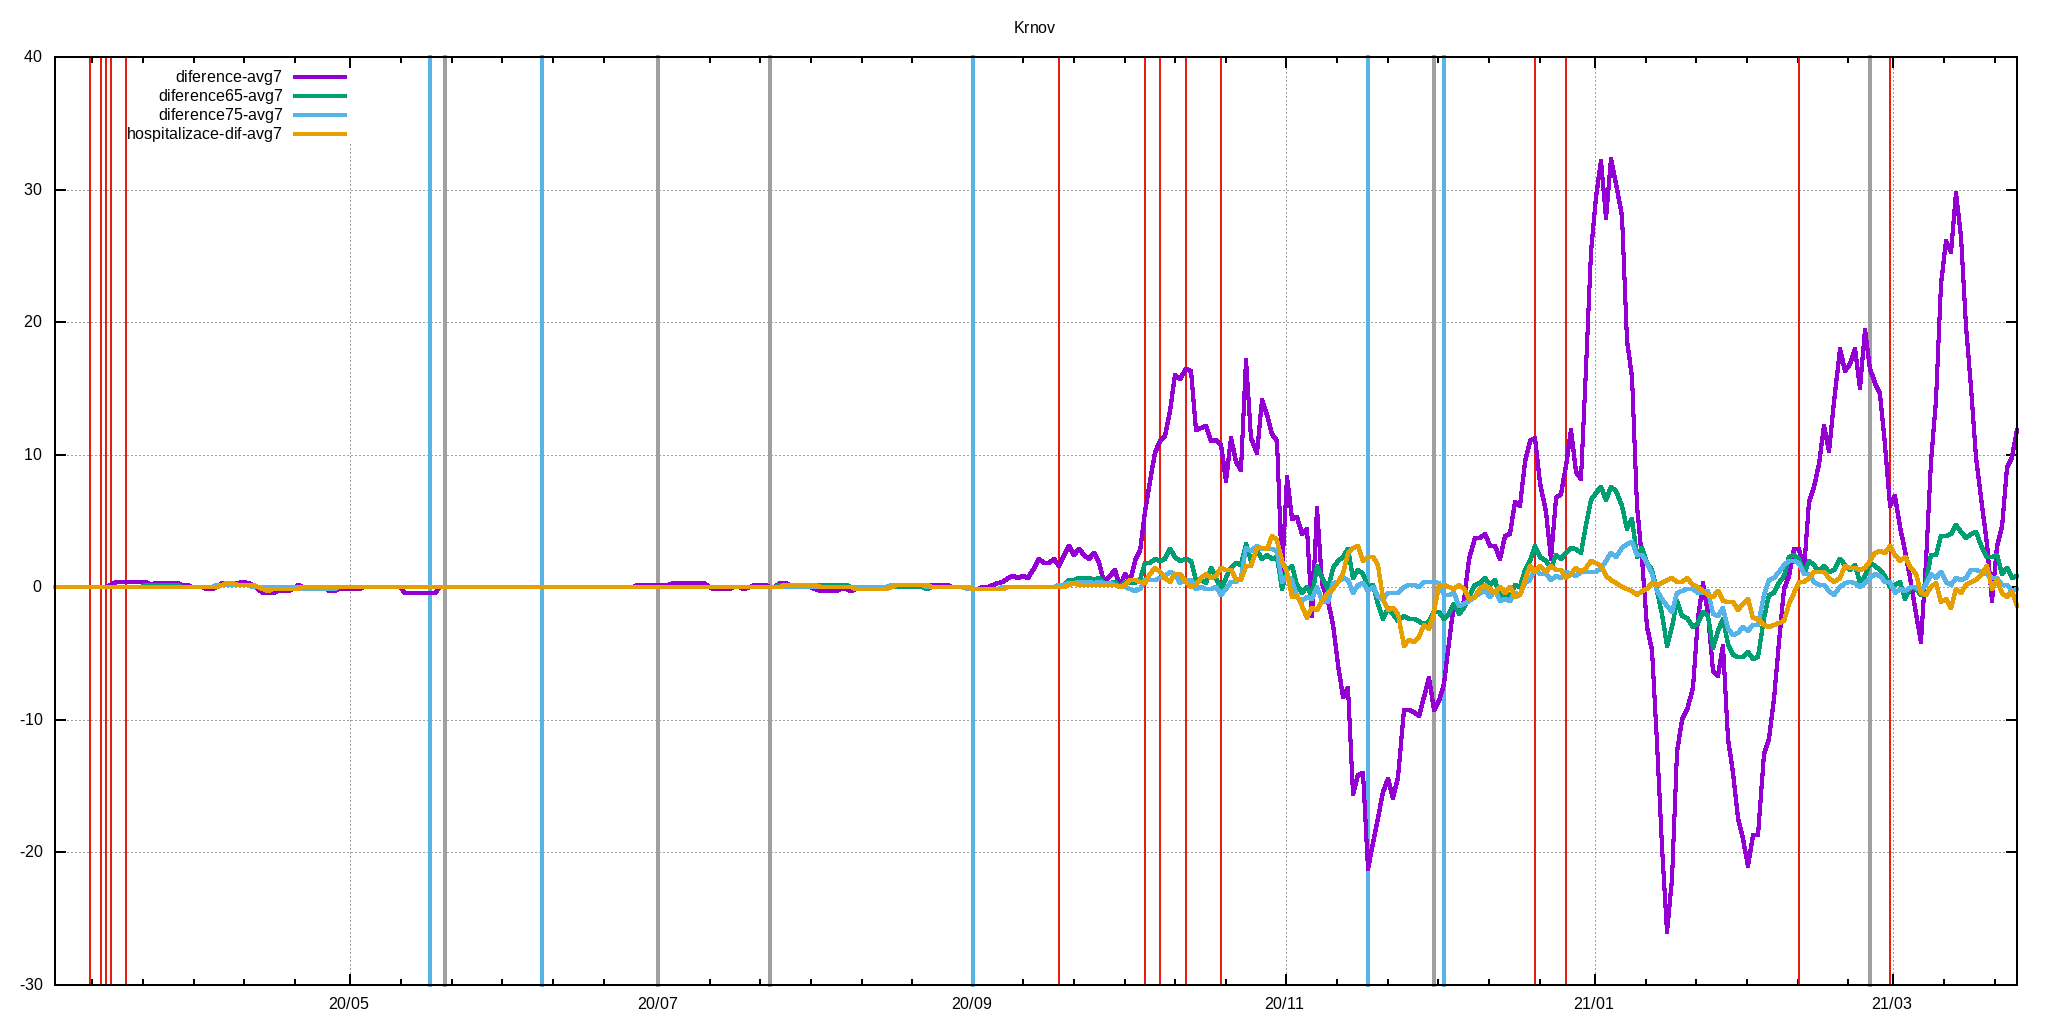 Krnov
40
diference-avg7
diference65-avg7
diference75-avg7
hospitalizace-dif-avg7
30
20
10
0
-10
-20
-30
20/05 20/07 20/09 20/11 21/01 21/03